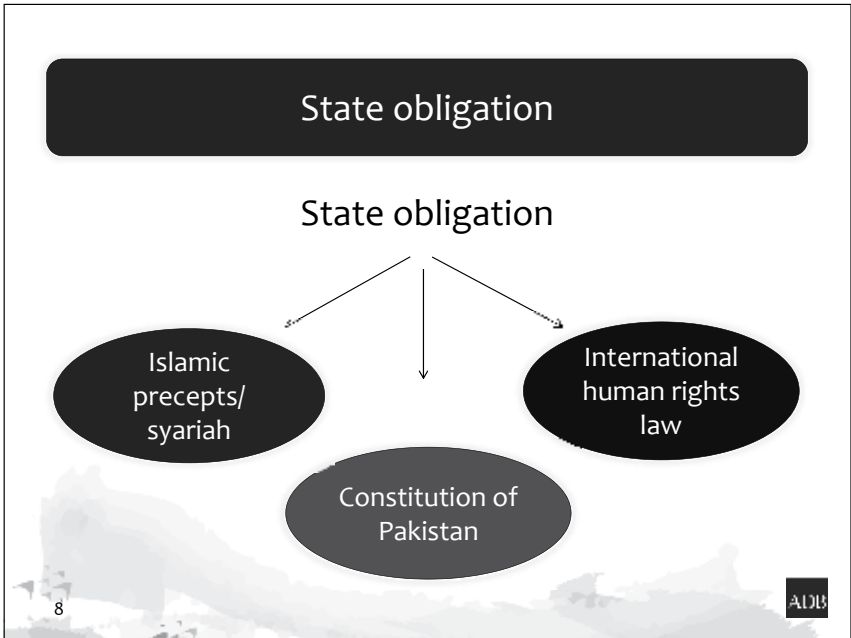 State obligation
State obligation
Islamic
precepts/
syariah
International
human rights
law
Constitution of
Pakistan
8
ADB